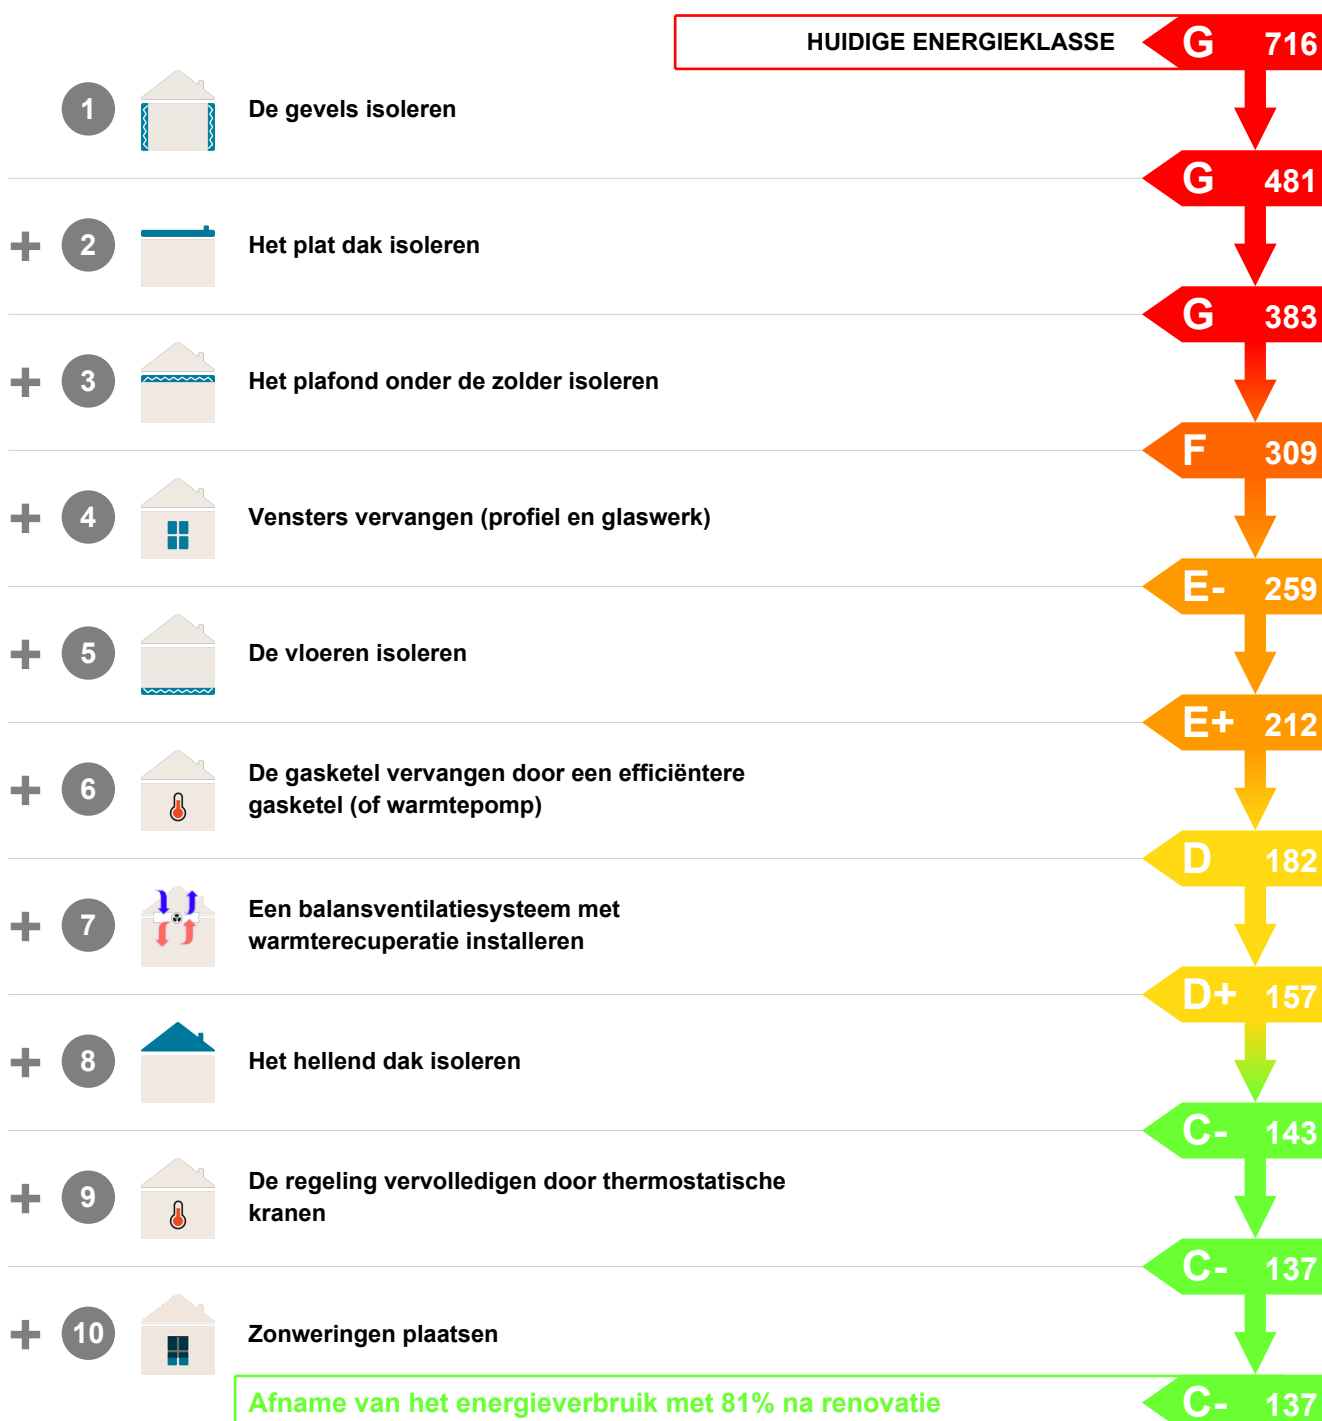 HUIDIGE ENERGIEKLASSE G 716
1 De gevels isoleren
G 481
+ 2 Het plat dak isoleren
G 383
+ 3 Het plafond onder de zolder isoleren
F 309
+ 4 Vensters vervangen (profiel en glaswerk)
E- 259
+ 5 De vloeren isoleren
E+ 212
+ 6 De gasketel vervangen door een efficiëntere
gasketel (of warmtepomp)
D 182
+ 7 Een balansventilatiesysteem met
warmterecuperatie installeren
D+ 157
+ 8 Het hellend dak isoleren
C- 143
+ 9 De regeling vervolledigen door thermostatische
kranen
C- 137
+ 10 Zonweringen plaatsen
Afname van het energieverbruik met 81% na renovatie C- 137